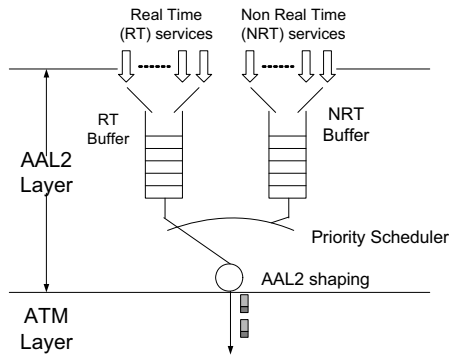 Real Time
(RT) services
Non Real Time
(NRT) services
RT
Buffer
NRT
Buffer
AAL2
Layer
Priority Scheduler
AAL2 shaping
ATM
Layer